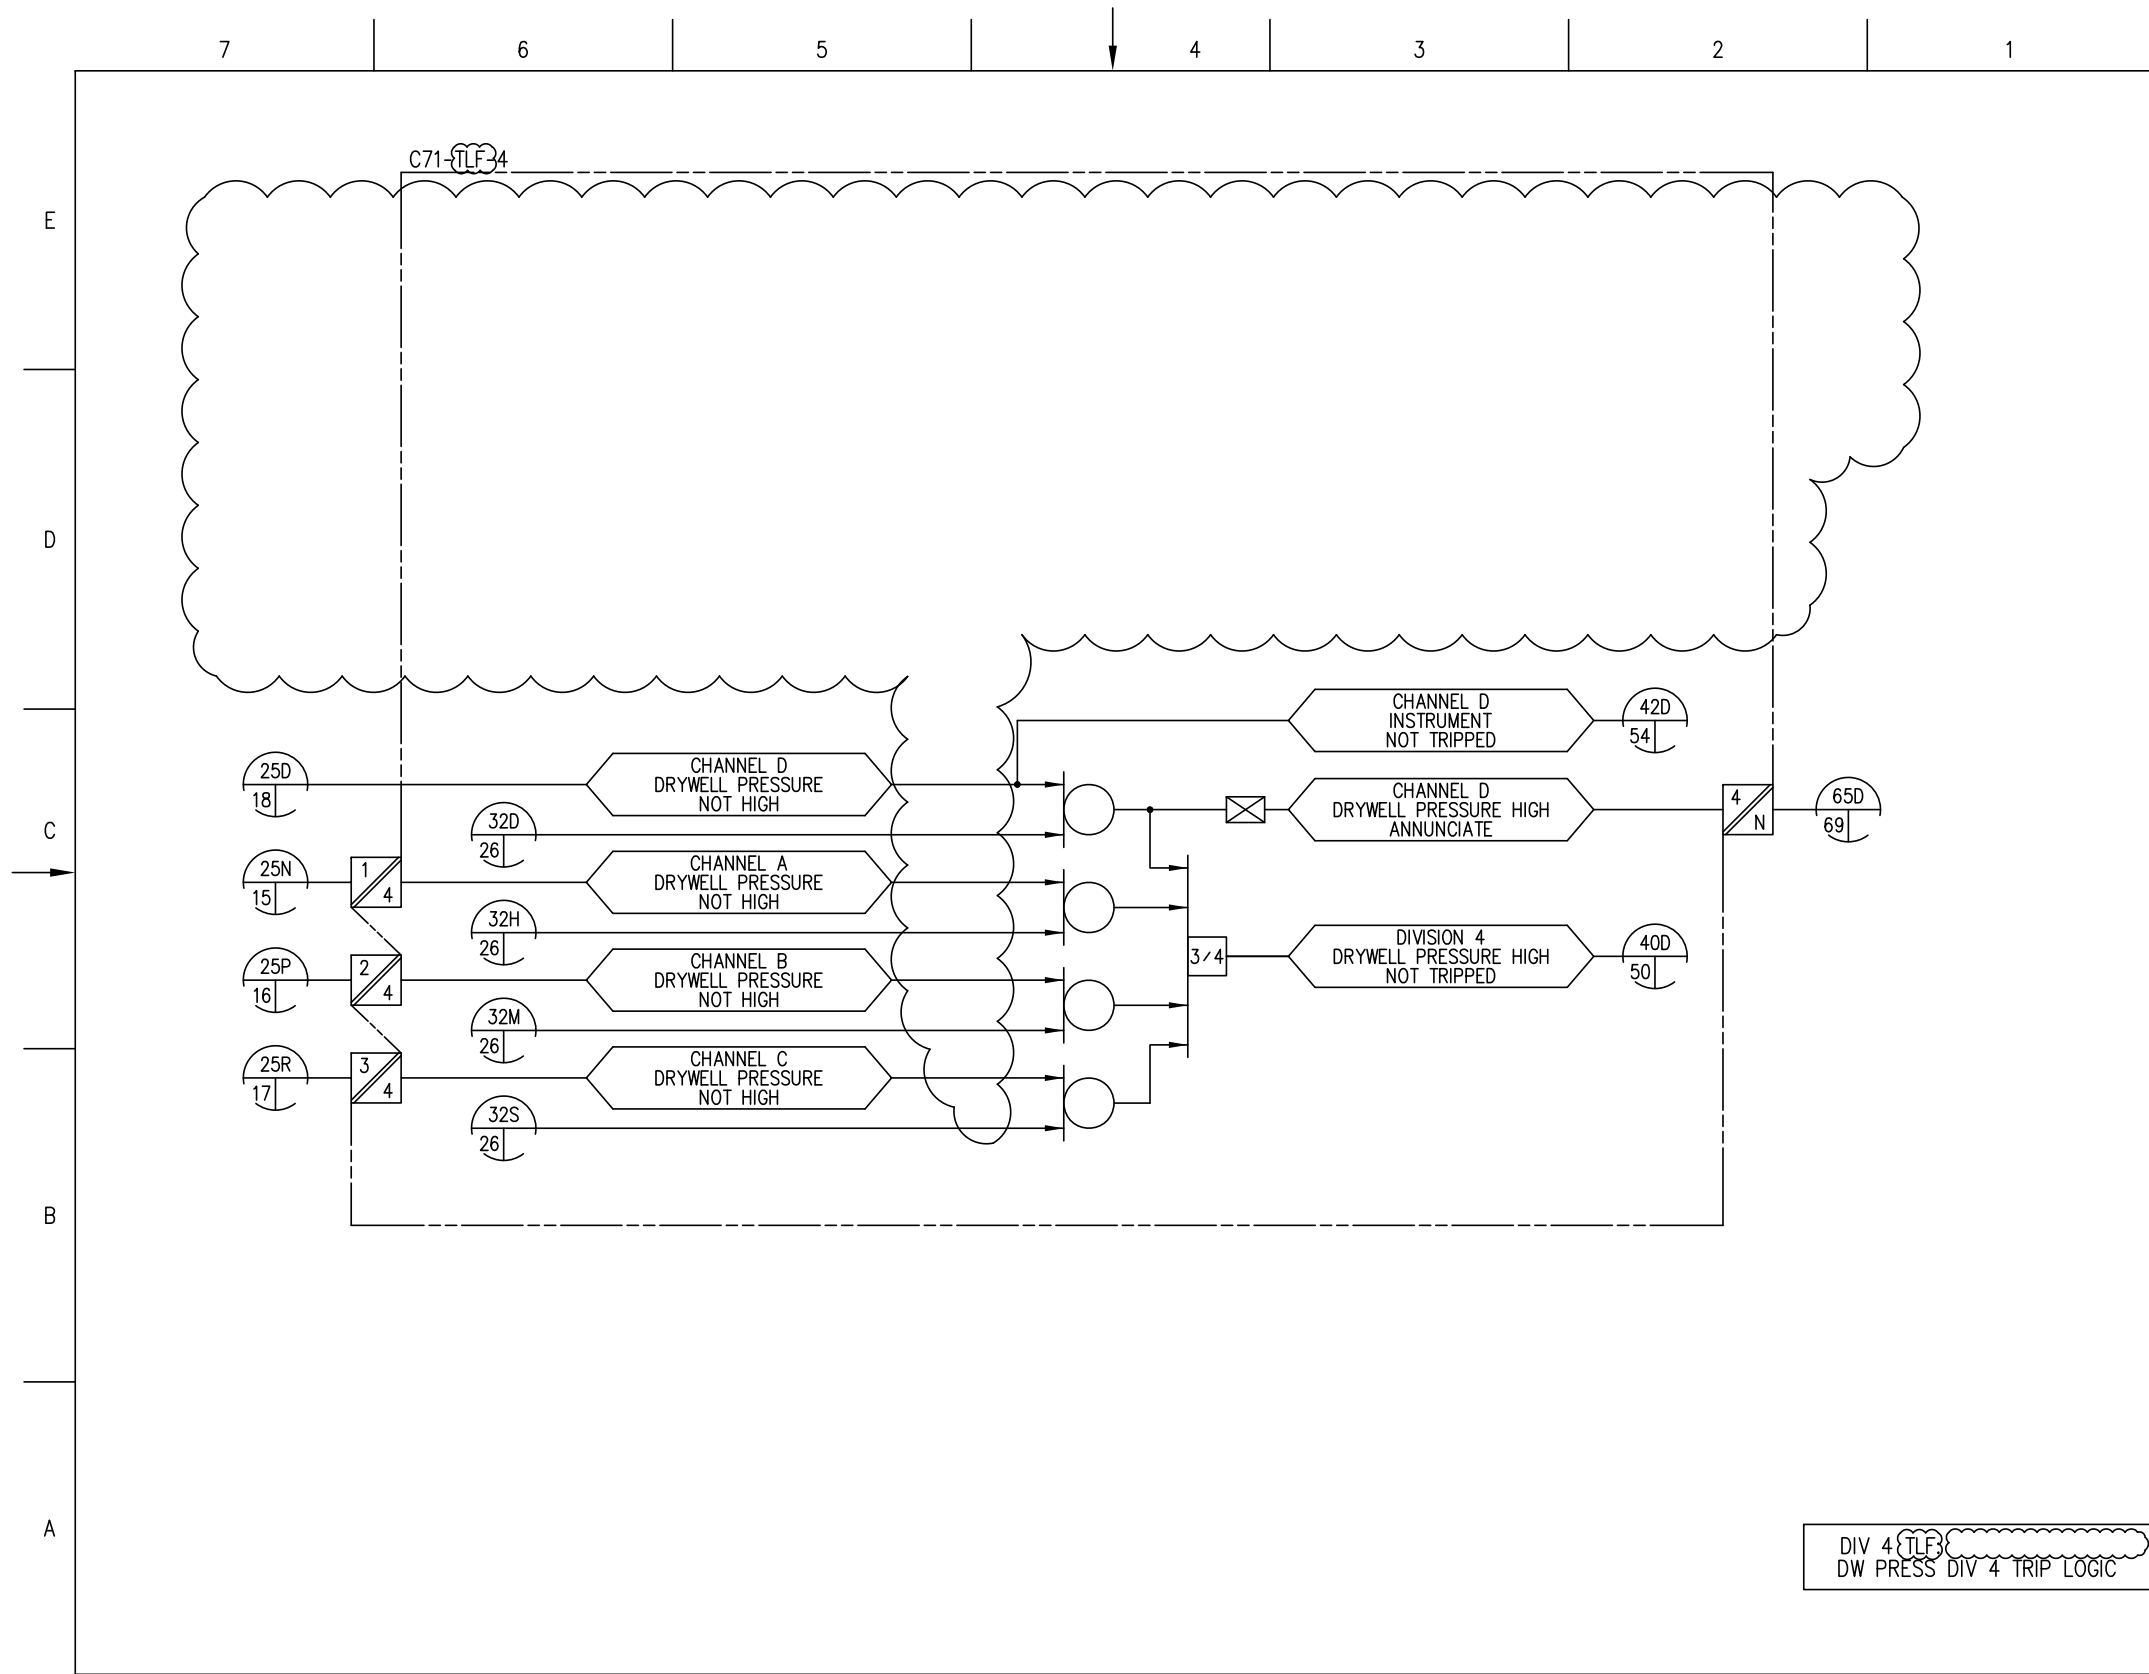 7 6 5 4 3 2 1
C71-TLF-4
E
D
CHANNEL D
INSTRUMENT
NOT TRIPPED
42D
54
25D
18
CHANNEL D
DRYWELL PRESSURE
NOT HIGH
CHANNEL D
DRYWELL PRESSURE HIGH
ANNUNCIATE
4
N
65D
69
C
32D
26
25N
15
1
4
CHANNEL A
DRYWELL PRESSURE
NOT HIGH
32H
26
3/4
DIVISION 4
DRYWELL PRESSURE HIGH
NOT TRIPPED
40D
50
25P
16
2
4
CHANNEL B
DRYWELL PRESSURE
NOT HIGH
32M
26
25R
17
3
4
CHANNEL C
DRYWELL PRESSURE
NOT HIGH
32S
26
B
A
DIV 4 TLF:
DW PRESS DIV 4 TRIP LOGIC